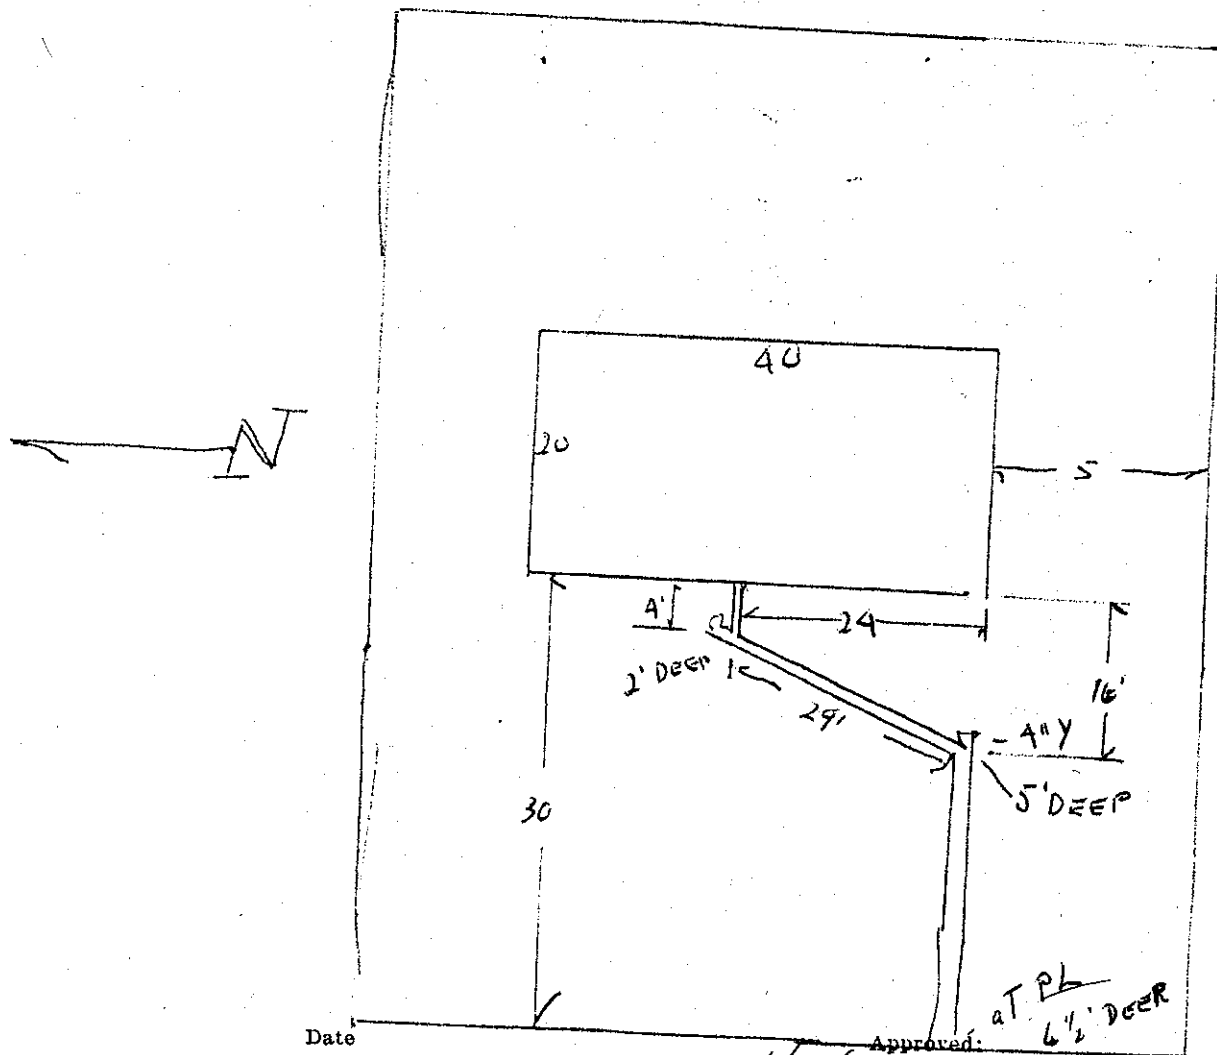 40
N
20
5
4'
24
2' DEEP
29'
16'
4" Y
5' DEEP
30
aT PL
6 1/2' DEEP
Date
Approved: